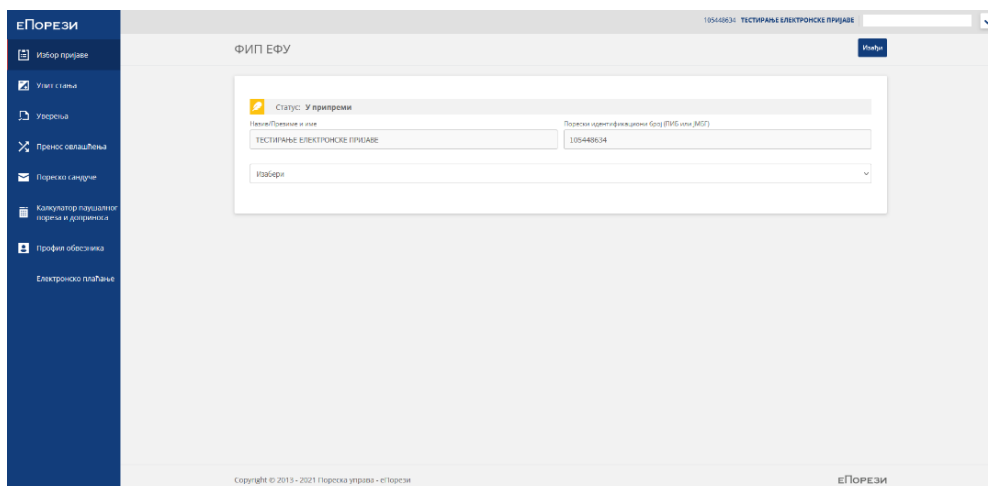 еПорези
105448634 ТЕСТИРАЊЕ ЕЛЕКТРОНСКЕ ПРИЈАВЕ
Избор пријаве
Упит стања
Уверења
Пренос овлашћења
Пореско сандуче
Калкулатор паушалног
пореза и доприноса
Профил обвезника
Електронско плаћање
ФИП ЕФУ
Изађи
Статус: У припреми
Назив/Презиме и име
Порески идентификациони број (ПИБ или ЈМБГ)
ТЕСТИРАЊЕ ЕЛЕКТРОНСКЕ ПРИЈАВЕ
105448634
Изабери
Copyright © 2013 - 2021 Пореска управа - еПорези
еПорези